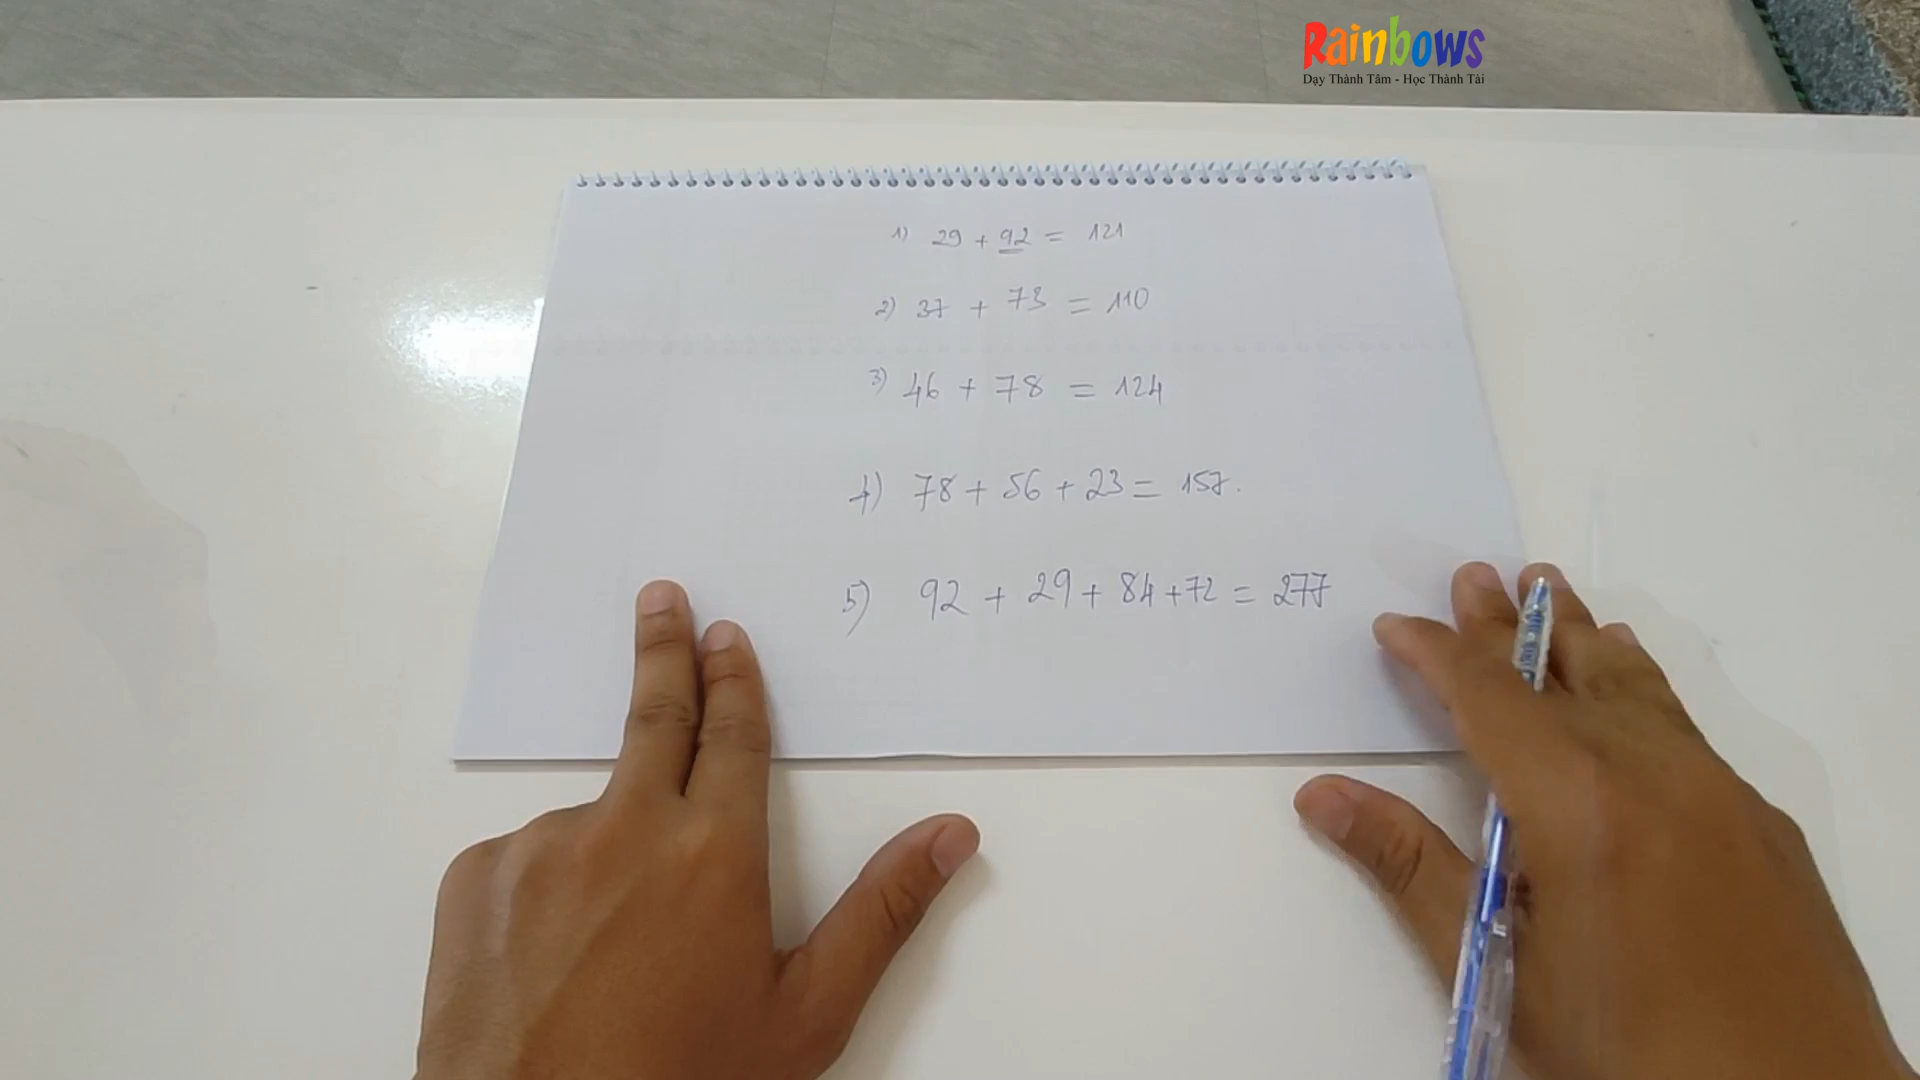 Rainbows
Dạy Thành Tâm - Học Thành Tài
1) 29 + 92 = 121
2) 37 + 73 = 110
3) 46 + 78 = 124
4) 78 + 56 + 23 = 157.
5) 92 + 29 + 84 + 72 = 277